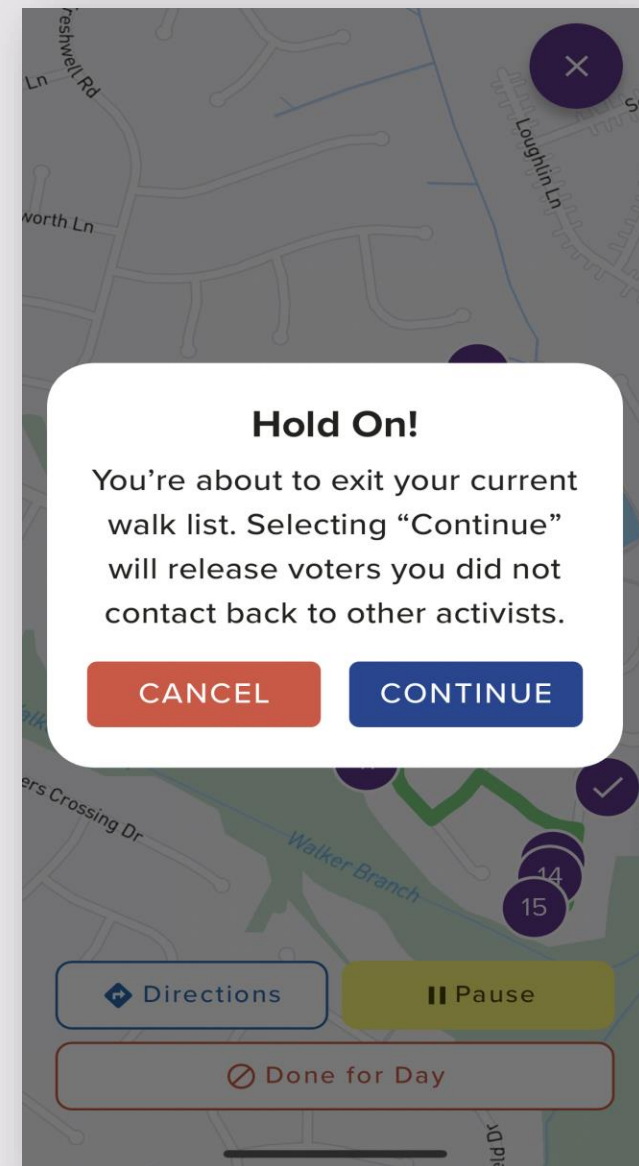 reshwell Rd
Ln
Loughlin Ln
worth Ln
Hold On!
You’re about to exit your current
walk list. Selecting “Continue”
will release voters you did not
contact back to other activists.
CANCEL
CONTINUE
ers Crossing Dr
Walker Branch
14
15
Directions
Pause
Done for Day